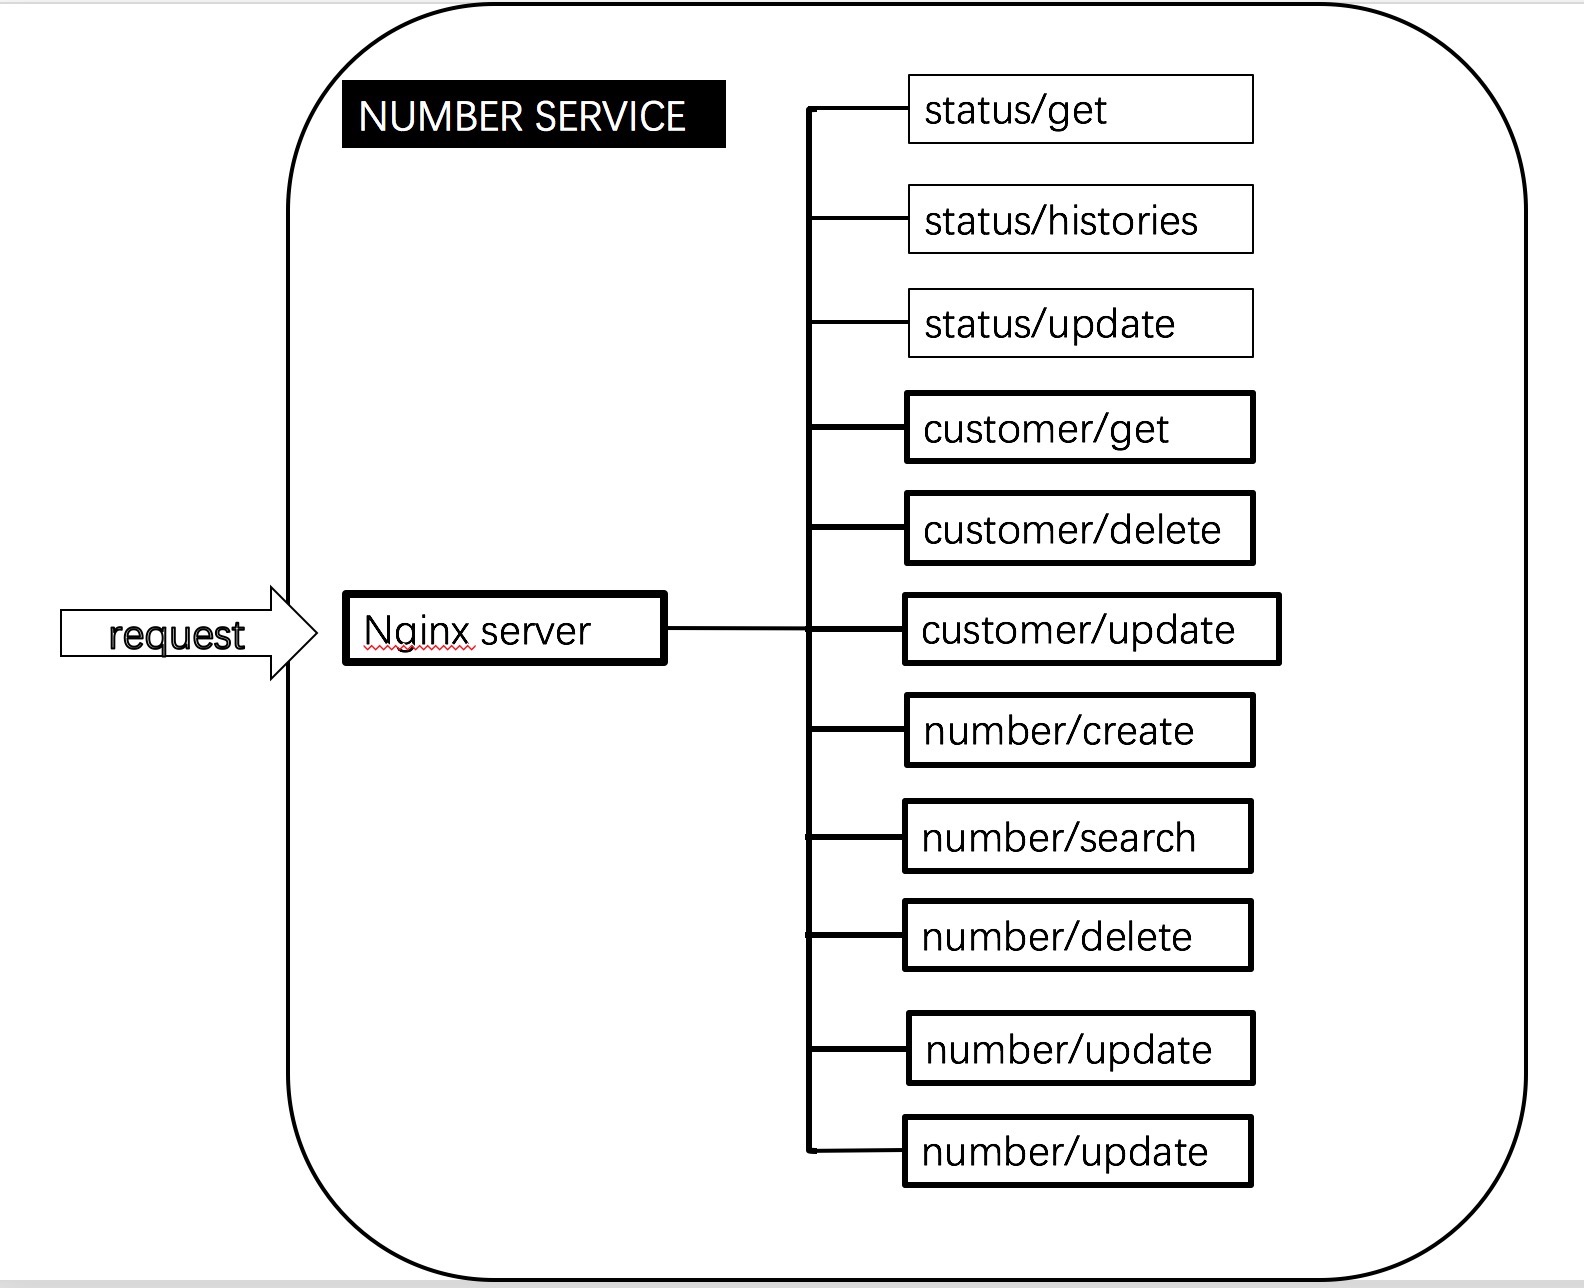 NUMBER SERVICE
status/get
status/histories
status/update
customer/get
customer/delete
request
Nginx server
customer/update
number/create
number/search
number/delete
number/update
number/update